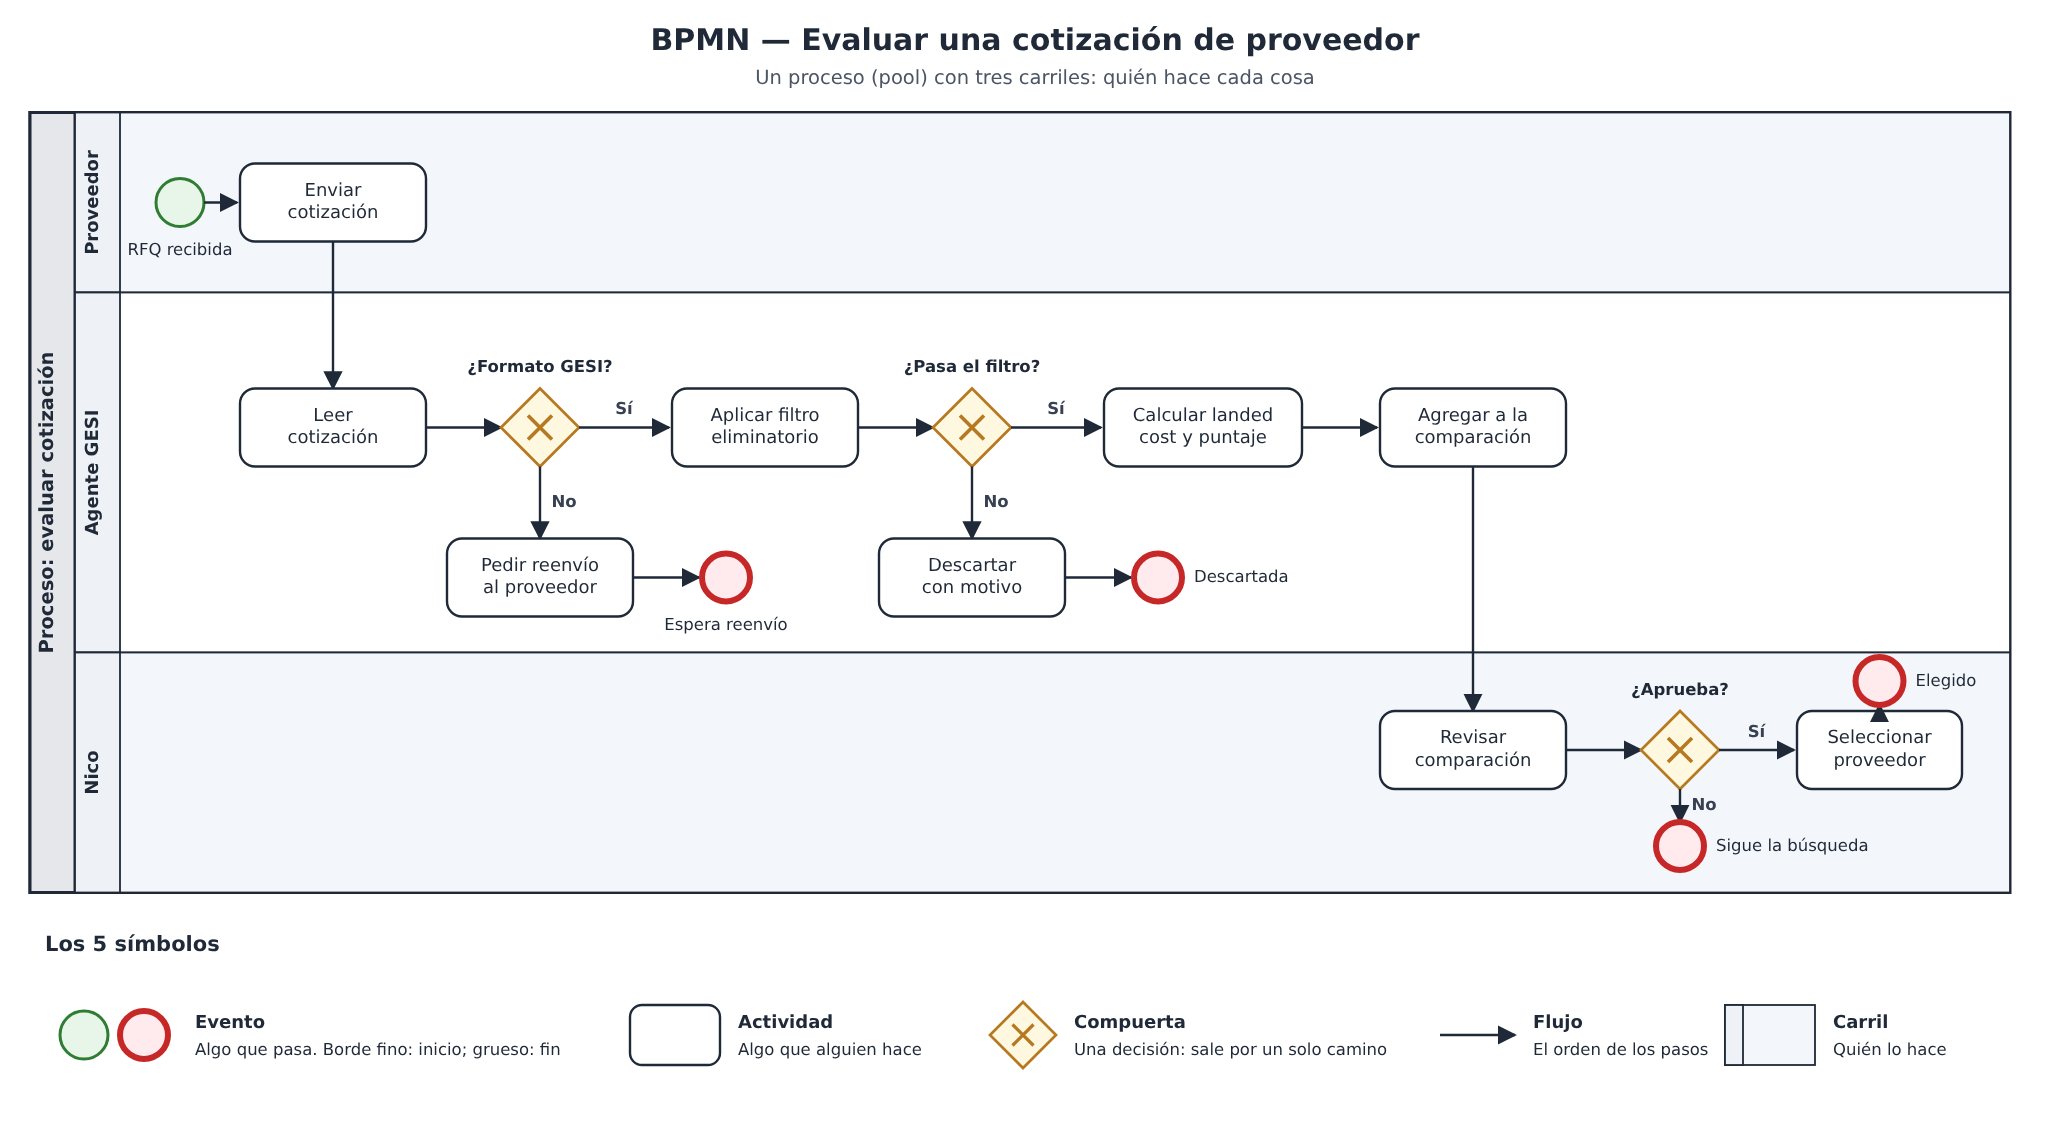 BPMN — Evaluar una cotización de proveedor
Un proceso (pool) con tres carriles: quién hace cada cosa
Proceso: evaluar cotización
Proveedor
RFQ recibida
Enviar
cotización
Agente GESI
Leer
cotización
¿Formato GESI?
Sí
No
Aplicar filtro
eliminatorio
¿Pasa el filtro?
Sí
No
Calcular landed
cost y puntaje
Agregar a la
comparación
Pedir reenvío
al proveedor
Espera reenvío
Descartar
con motivo
Descartada
Nico
Revisar
comparación
¿Aprueba?
Sí
No
Seleccionar
proveedor
Elegido
Sigue la búsqueda
Los 5 símbolos
Evento
Algo que pasa. Borde fino: inicio; grueso: fin
Actividad
Algo que alguien hace
Compuerta
Una decisión: sale por un solo camino
Flujo
El orden de los pasos
Carril
Quién lo hace